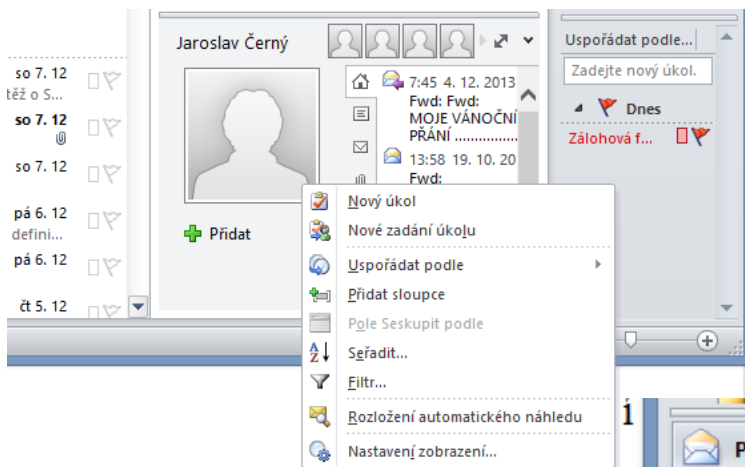 so 7. 12
těž o S...
so 7. 12
so 7. 12
pá 6. 12
defini...
pá 6. 12
čt 5. 12
Jaroslav Černý
Přidat
7:45 4. 12. 2013
Fwd: Fwd:
MOJE VÁNOČNÍ
PŘÁNÍ ................
13:58 19. 10. 20
Fwd:
Uspořádat podle...
Zadejte nový úkol.
Dnes
Zálohová f...
Nový úkol
Nové zadání úkolu
Uspořádat podle
Přidat sloupce
Pole Seskupit podle
Seřadit...
Filtr...
Rozložení automatického náhledu
Nastavení zobrazení...
í
P